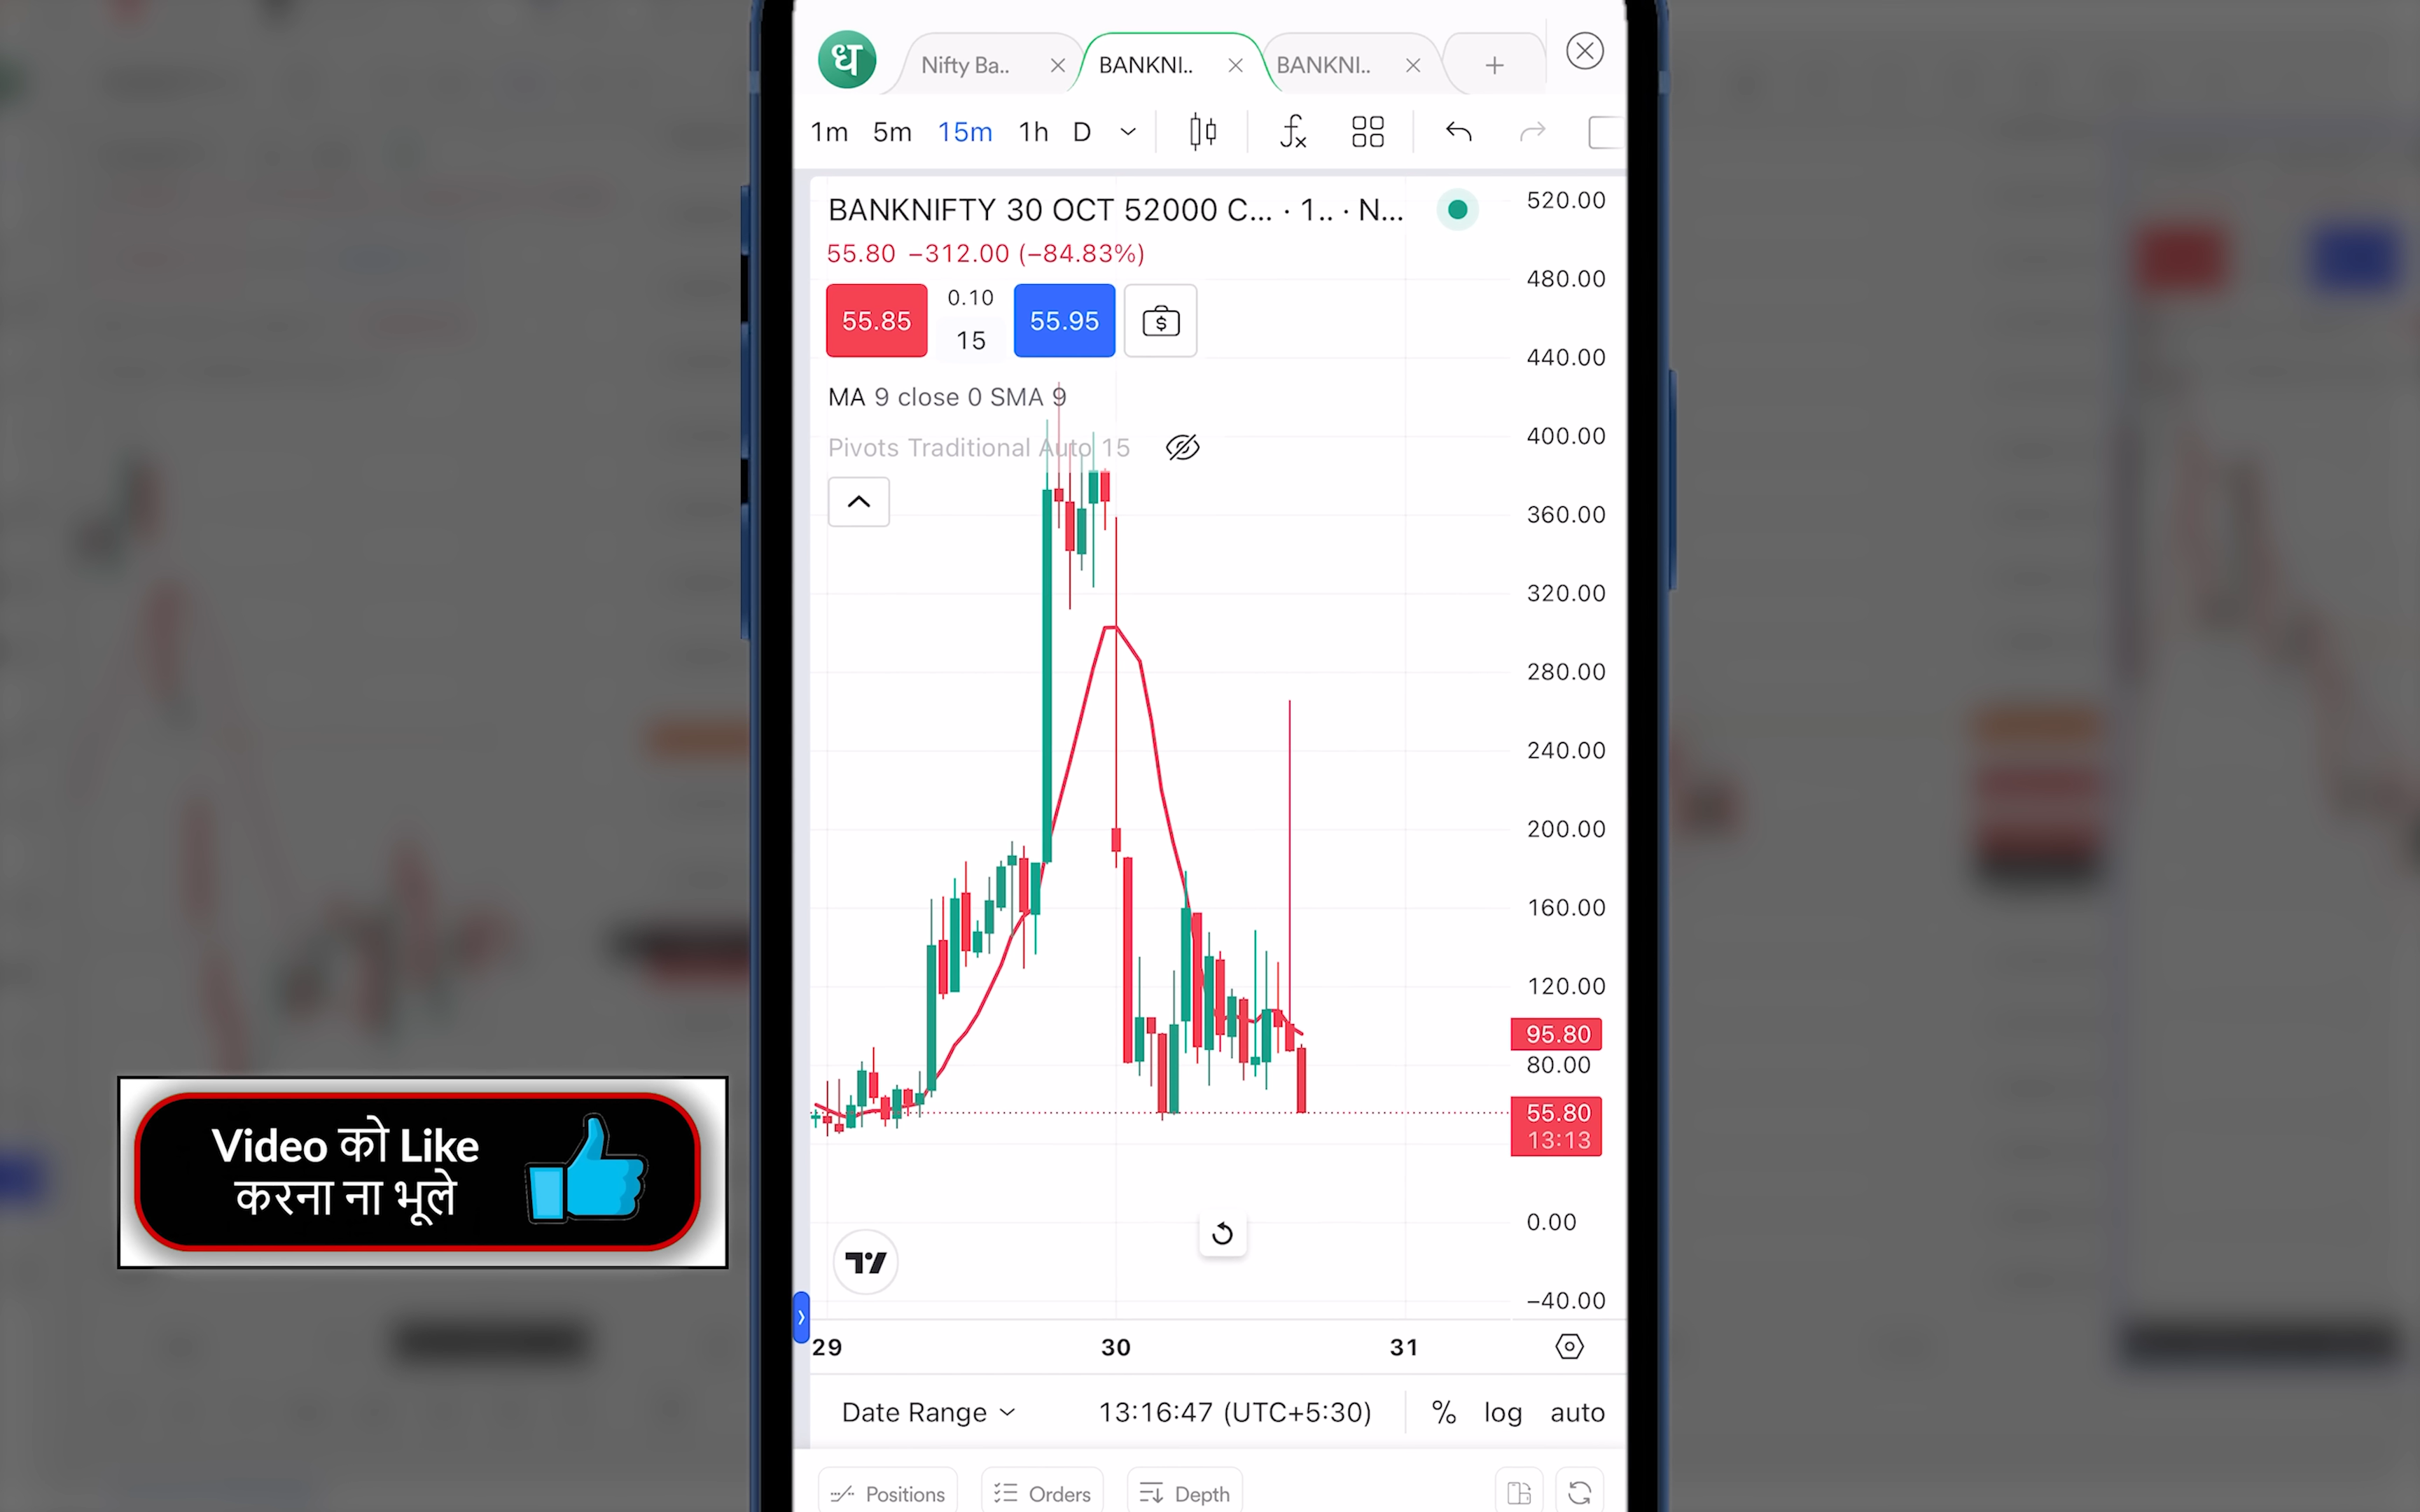 ध
Nifty Ba..
BANKNI..
BANKNI..
1m 5m 15m 1h D
BANKNIFTY 30 OCT 52000 C... · 1.. · N...
55.80 −312.00 (−84.83%)
55.85
0.10
15
55.95
MA 9 close 0 SMA 9
Pivots Traditional Auto 15
520.00
480.00
440.00
400.00
360.00
320.00
280.00
240.00
200.00
160.00
120.00
95.80
80.00
55.80
13:13
0.00
−40.00
29 30 31
Date Range
13:16:47 (UTC+5:30)
% log auto
Positions
Orders
Depth
Video को Like
करना ना भूले